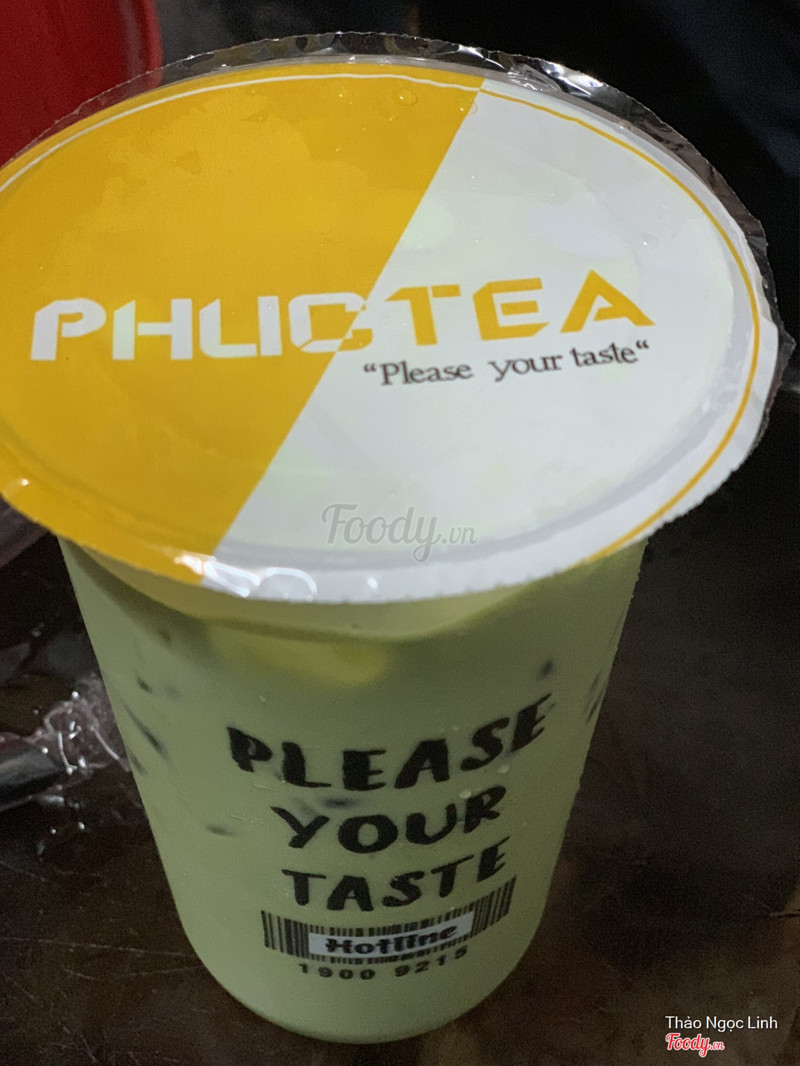 PHUCTEA
“Please your taste“
Foody.vn
PLEASE
YOUR
TASTE
Hotline
1900 9215
Thảo Ngọc Linh
Foody.vn